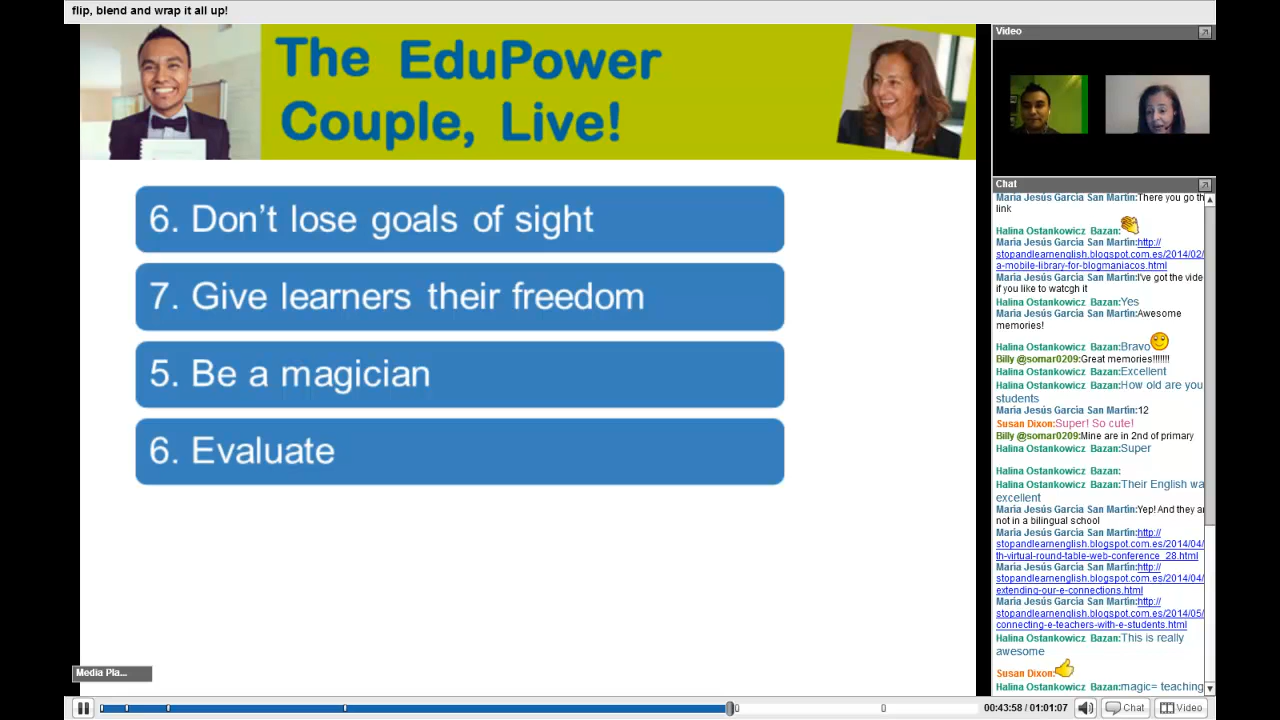 flip, blend and wrap it all up!
The EduPower
Couple, Live!
6. Don't lose goals of sight
7. Give learners their freedom
5. Be a magician
6. Evaluate
Media Pla...
00:43:58 / 01:01:07
Chat
Video
Video
Chat
Maria Jesús García San Martín:There you go th
link
Halina Ostankowicz Bazan:
Maria Jesús García San Martín:http://
stopandlearnenglish.blogspot.com.es/2014/02/
a-mobile-library-for-blogmaniacos.html
Maria Jesús García San Martín:I've got the vide
if you like to watcgh it
Halina Ostankowicz Bazan:Yes
Maria Jesús García San Martín:Awesome
memories!
Halina Ostankowicz Bazan:Bravo
Billy @somar0209:Great memories!!!!!!!
Halina Ostankowicz Bazan:Excellent
Halina Ostankowicz Bazan:How old are you
students
Maria Jesús García San Martín:12
Susan Dixon:Super! So cute!
Billy @somar0209:Mine are in 2nd of primary
Halina Ostankowicz Bazan:Super
Halina Ostankowicz Bazan:
Halina Ostankowicz Bazan:Their English wa
excellent
Maria Jesús García San Martín:Yep! And they a
not in a bilingual school
Maria Jesús García San Martín:http://
stopandlearnenglish.blogspot.com.es/2014/04/
th-virtual-round-table-web-conference_28.html
Maria Jesús García San Martín:http://
stopandlearnenglish.blogspot.com.es/2014/04/
extending-our-e-connections.html
Maria Jesús García San Martín:http://
stopandlearnenglish.blogspot.com.es/2014/05/
connecting-e-teachers-with-e-students.html
Halina Ostankowicz Bazan:This is really
awesome
Susan Dixon:
Halina Ostankowicz Bazan:magic= teaching